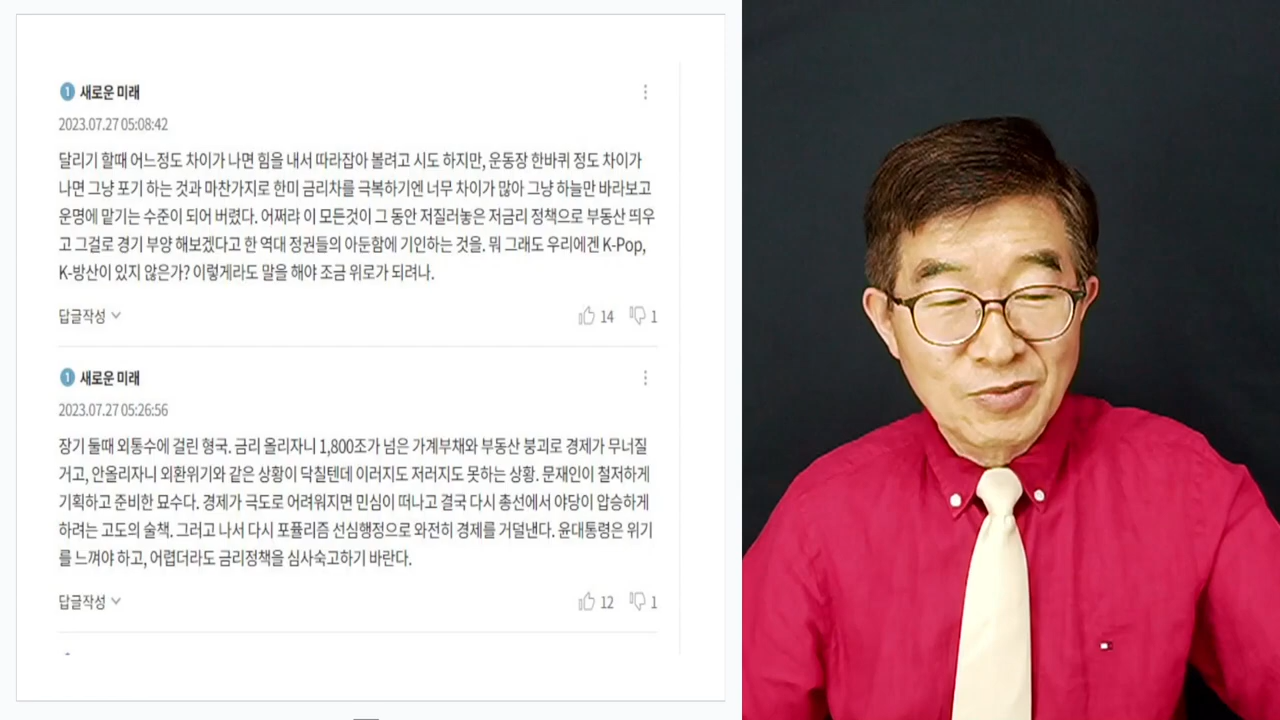 1 새로운 미래
2023.07.27 05:08:42
달리기 할때 어느정도 차이가 나면 힘을 내서 따라잡아 볼려고 시도 하지만, 운동장 한바퀴 정도 차이가
나면 그냥 포기 하는 것과 마찬가지로 한미 금리차를 극복하기엔 너무 차이가 많아 그냥 하늘만 바라보고
운명에 맡기는 수준이 되어 버렸다. 어쩌랴 이 모든것이 그 동안 저질러놓은 저금리 정책으로 부동산 띄우
고 그걸로 경기 부양 해보겠다고 한 역대 정권들의 아둔함에 기인하는 것을. 뭐 그래도 우리에겐 K-Pop,
K-방산이 있지 않은가? 이렇게라도 말을 해야 조금 위로가 되려나.
답글작성
14 1
1 새로운 미래
2023.07.27 05:26:56
장기 둘때 외통수에 걸린 형국. 금리 올리자니 1,800조가 넘은 가계부채와 부동산 붕괴로 경제가 무너질
거고, 안올리자니 외환위기와 같은 상황이 닥칠텐데 이러지도 저러지도 못하는 상황. 문재인이 철저하게
기획하고 준비한 묘수다. 경제가 극도로 어려워지면 민심이 떠나고 결국 다시 총선에서 야당이 압승하게
하려는 고도의 술책. 그러고 나서 다시 포퓰리즘 선심행정으로 와전히 경제를 거덜낸다. 윤대통령은 위기
를 느껴야 하고, 어렵더라도 금리정책을 심사숙고하기 바란다.
답글작성
12 1